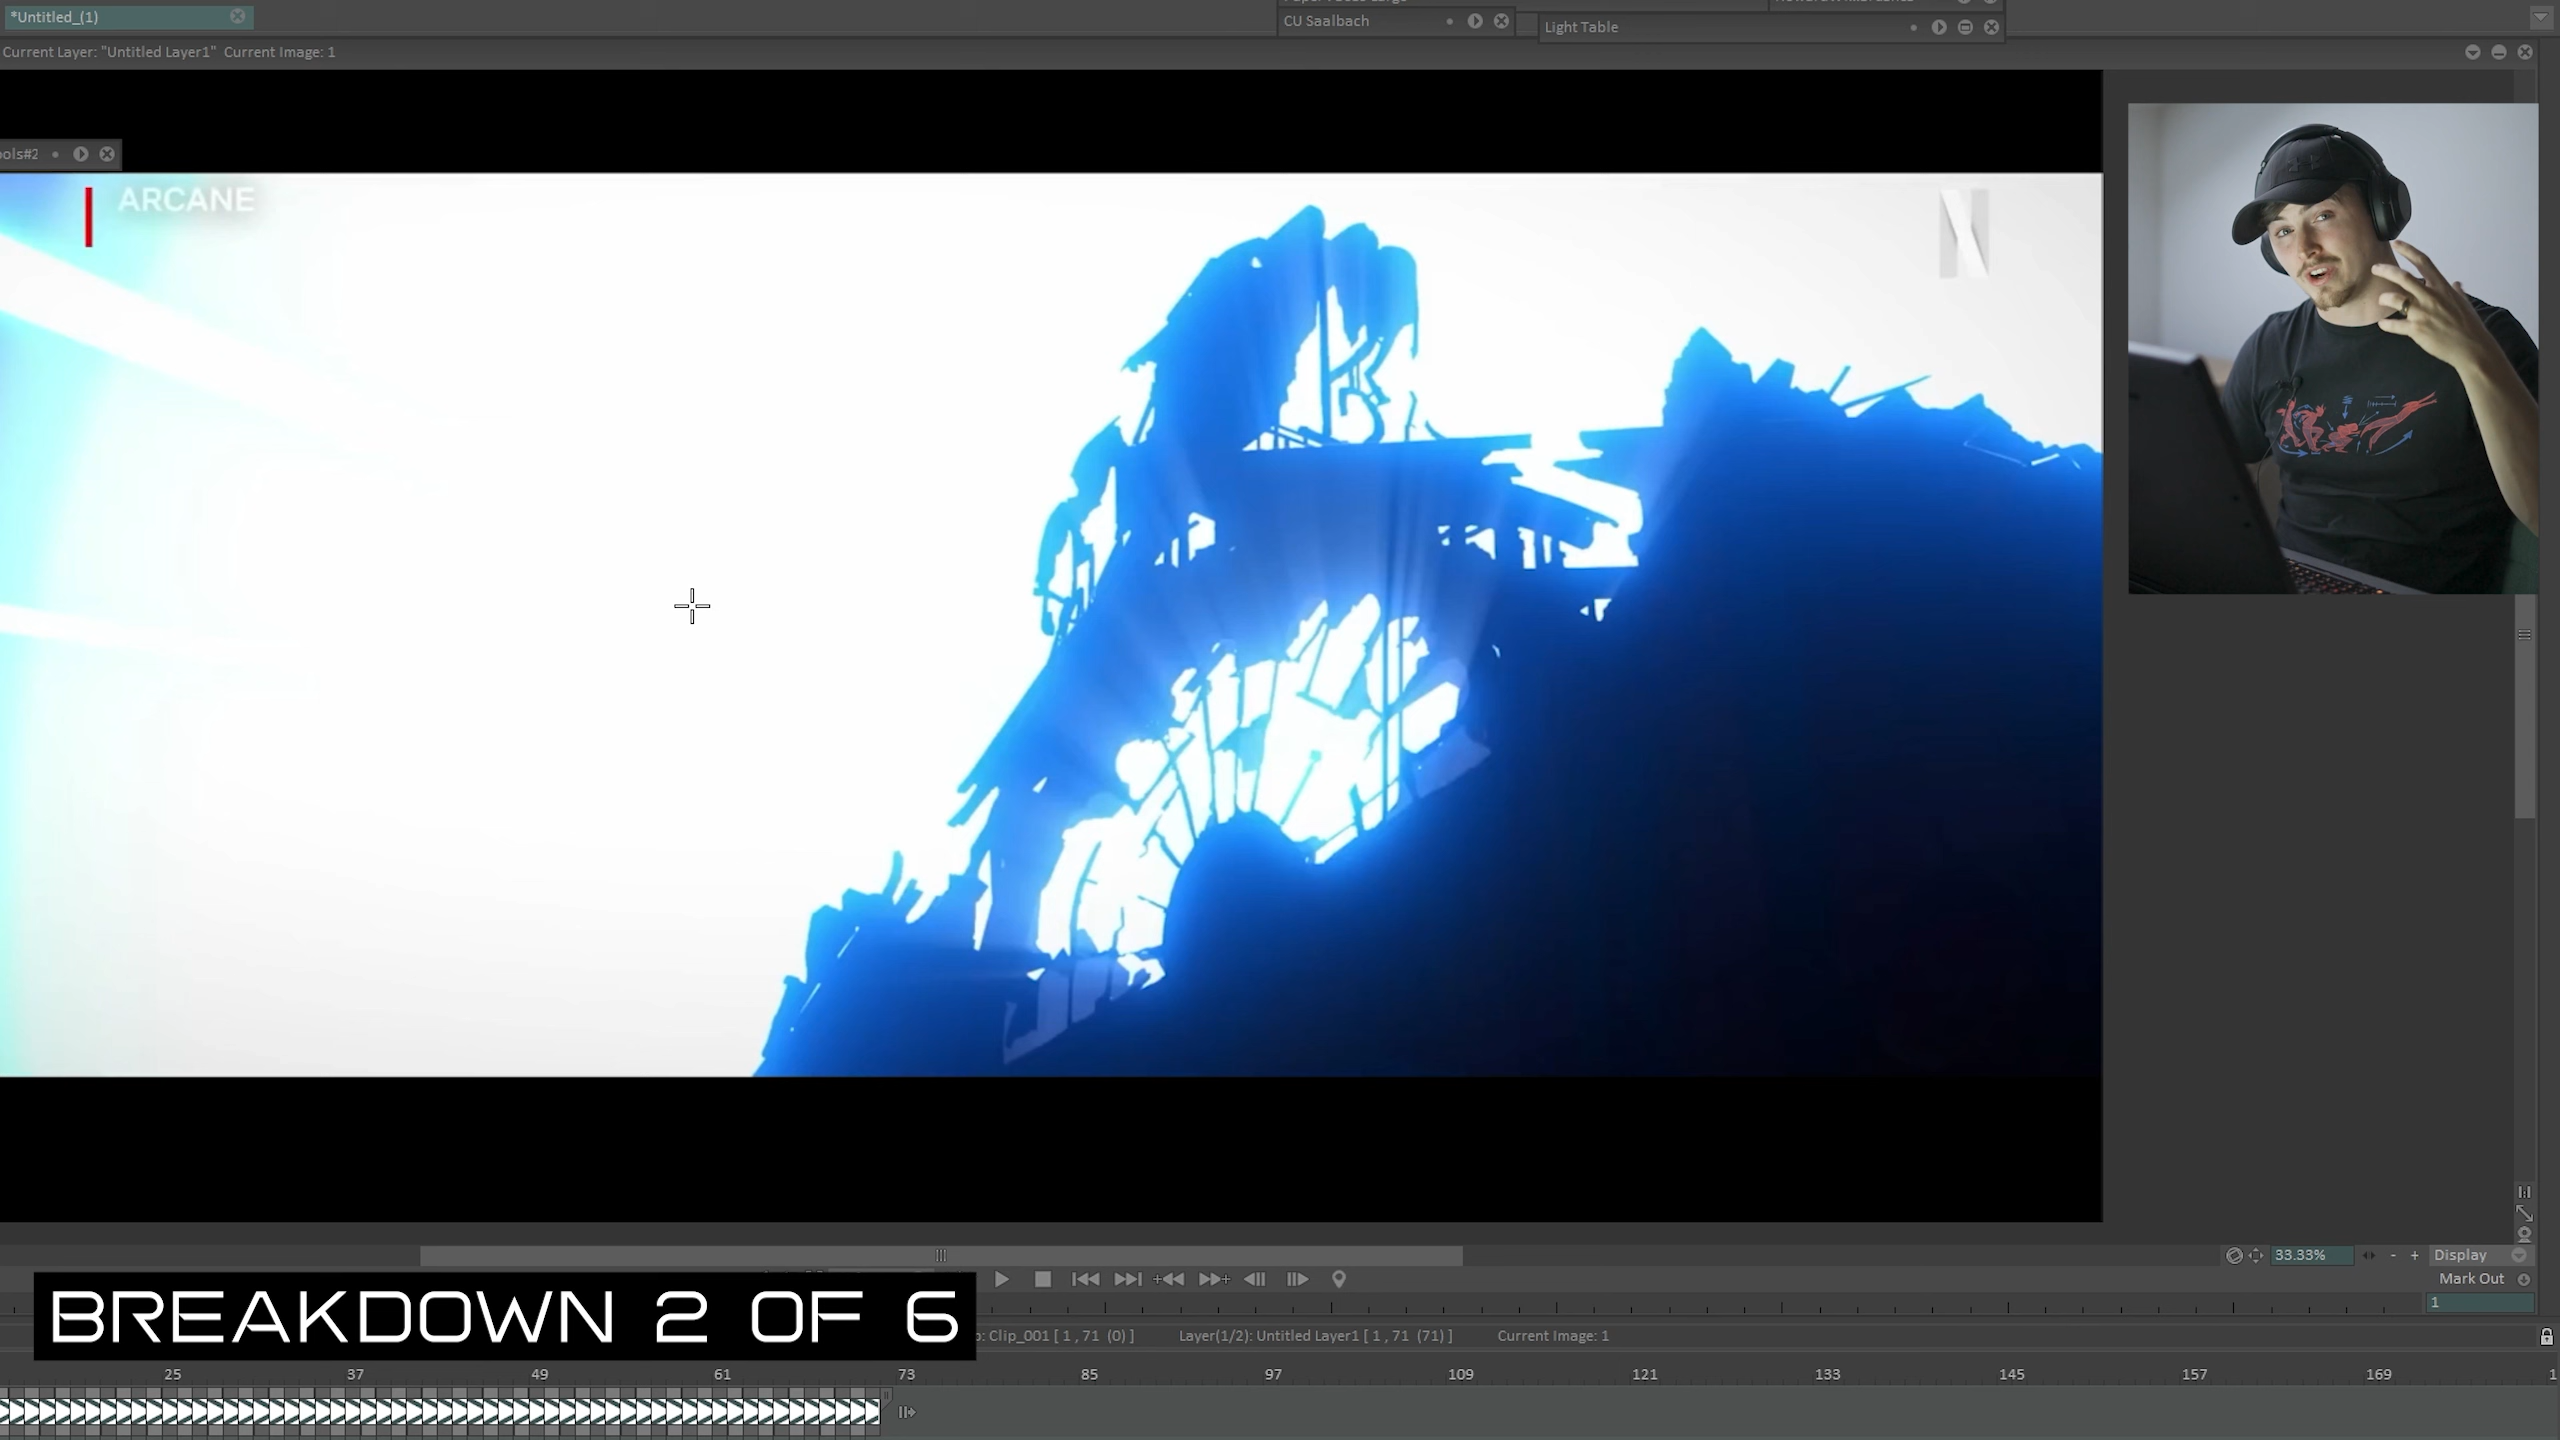 *Untitled_(1)
CU Saalbach
Light Table
Current Layer: "Untitled Layer1" Current Image: 1
ools#2
ARCANE
N
33.33%
Display
Mark Out
1
BREAKDOWN 2 OF 6
: Clip_001 [ 1 , 71 (0) ]
Layer(1/2): Untitled Layer1 [ 1 , 71 (71) ]
Current Image: 1
25 37 49 61 73 85 97 109 121 133 145 157 169 1